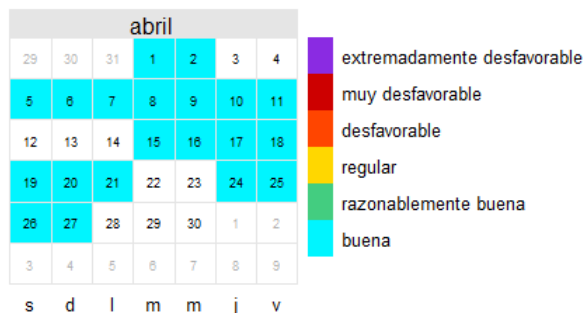 abril
29 30 31 1 2 3 4
5 6 7 8 9 10 11
12 13 14 15 16 17 18
19 20 21 22 23 24 25
26 27 28 29 30 1 2
3 4 5 6 7 8 9
s d l m m j v
extremadamente desfavorable
muy desfavorable
desfavorable
regular
razonablemente buena
buena